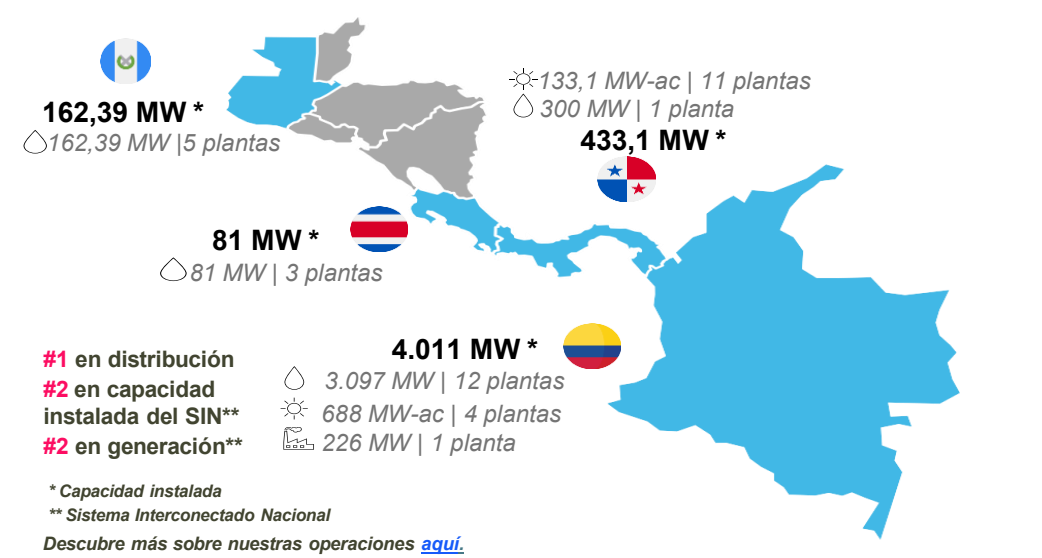 162,39 MW *
162,39 MW |5 plantas
133,1 MW-ac | 11 plantas
300 MW | 1 planta
433,1 MW *
81 MW *
81 MW | 3 plantas
4.011 MW *
3.097 MW | 12 plantas
688 MW-ac | 4 plantas
226 MW | 1 planta
#1 en distribución
#2 en capacidad
instalada del SIN**
#2 en generación**
* Capacidad instalada
** Sistema Interconectado Nacional
Descubre más sobre nuestras operaciones aquí.